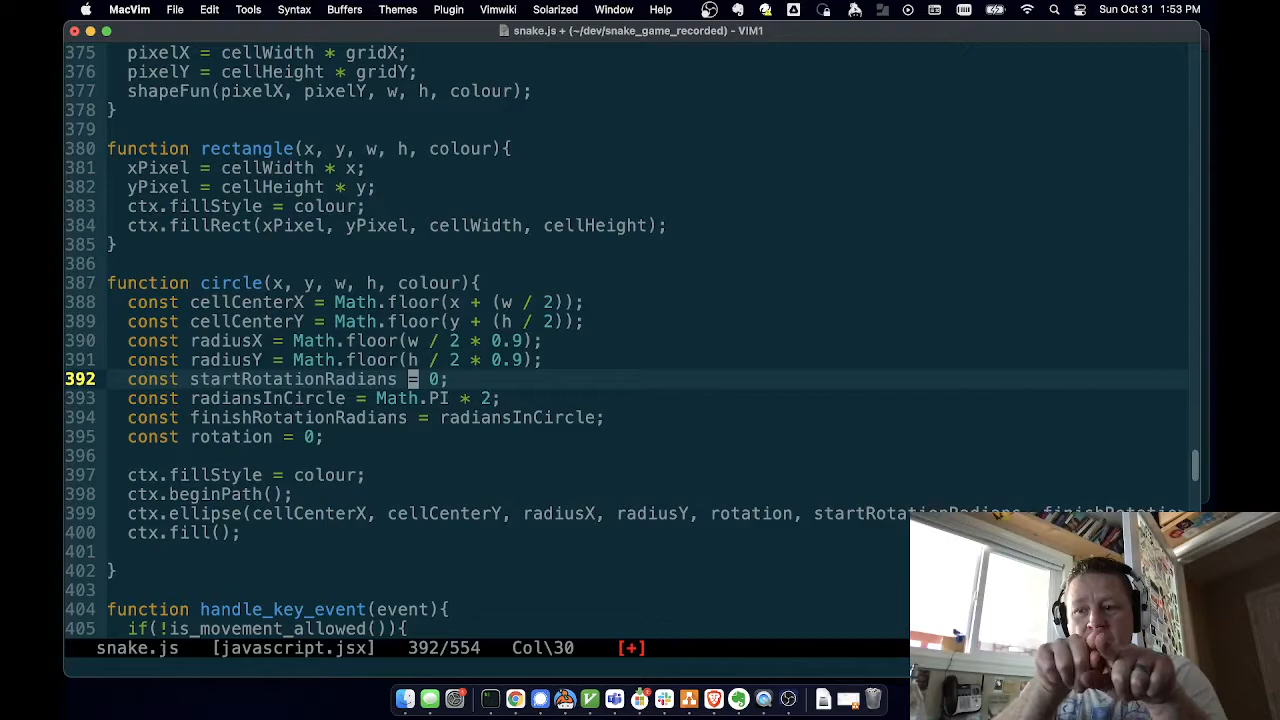 MacVim File Edit Tools Syntax Buffers Themes Plugin Vimwiki Solarized Window Help Sun Oct 31 1:53 PM
snake.js + (~/dev/snake_game_recorded) - VIM1
375 pixelX = cellWidth * gridX;
376 pixelY = cellHeight * gridY;
377 shapeFun(pixelX, pixelY, w, h, colour);
378 }
379
380 function rectangle(x, y, w, h, colour){
381 xPixel = cellWidth * x;
382 yPixel = cellHeight * y;
383 ctx.fillStyle = colour;
384 ctx.fillRect(xPixel, yPixel, cellWidth, cellHeight);
385 }
386
387 function circle(x, y, w, h, colour){
388 const cellCenterX = Math.floor(x + (w / 2));
389 const cellCenterY = Math.floor(y + (h / 2));
390 const radiusX = Math.floor(w / 2 * 0.9);
391 const radiusY = Math.floor(h / 2 * 0.9);
392 const startRotationRadians = 0;
393 const radiansInCircle = Math.PI * 2;
394 const finishRotationRadians = radiansInCircle;
395 const rotation = 0;
396
397 ctx.fillStyle = colour;
398 ctx.beginPath();
399 ctx.ellipse(cellCenterX, cellCenterY, radiusX, radiusY, rotation,
400 ctx.fill();
401
402 }
403
404 function handle_key_event(event){
405 if(!is_movement_allowed()){
snake.js [javascript.jsx] 392/554 Col\30 [+]